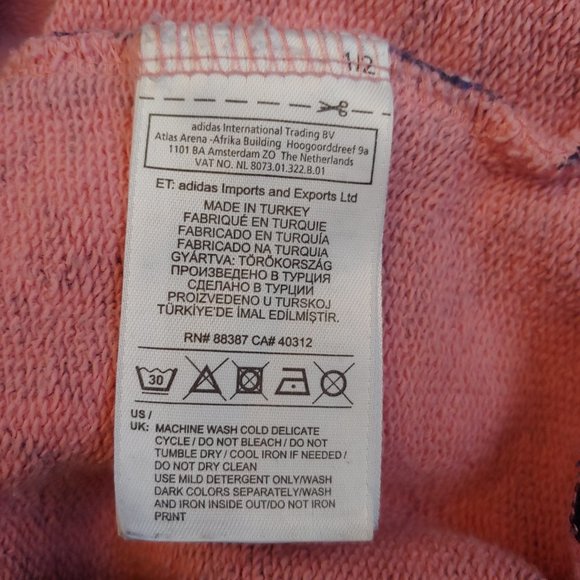 1/2
adidas International Trading BV
Atlas Arena -Afrika Building Hoogoorddreef 9a
1101 BA Amsterdam ZO The Netherlands
VAT NO. NL 8073.01.322.B.01
ET: adidas Imports and Exports Ltd
MADE IN TURKEY
FABRIQUÉ EN TURQUIE
FABRICADO EN TURQUÍA
FABRICADO NA TURQUIA
GYÁRTVA: TÖRÖKORSZÁG
ПРОИЗВЕДЕНО В ТУРЦИЯ
СДЕЛАНО В ТУРЦИИ
PROIZVEDENO U TURSKOJ
TÜRKİYE'DE İMAL EDİLMİŞTİR.
RN# 88387 CA# 40312
30
US /
UK: MACHINE WASH COLD DELICATE
CYCLE / DO NOT BLEACH / DO NOT
TUMBLE DRY / COOL IRON IF NEEDED /
DO NOT DRY CLEAN
USE MILD DETERGENT ONLY/WASH
DARK COLORS SEPARATELY/WASH
AND IRON INSIDE OUT/DO NOT IRON
PRINT